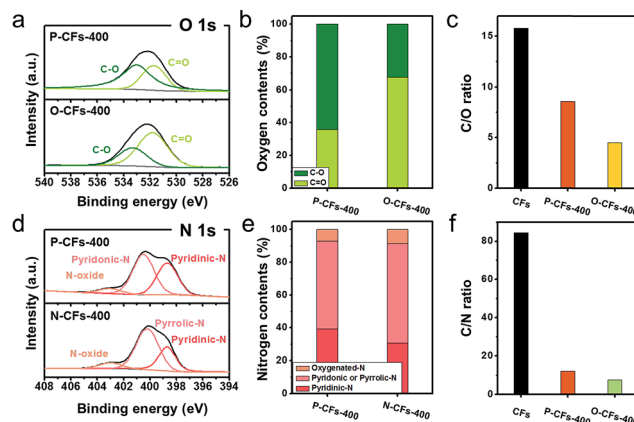 a
O 1s
P-CFs-400
C-O
C=O
O-CFs-400
C-O
C=O
Intensity (a.u.)
540 538 536 534 532 530 528 526
Binding energy (eV)
b
Oxygen contents (%)
100
80
60
40
20
0
C-O
C=O
P-CFs-400
O-CFs-400
c
C/O ratio
15
10
5
0
CFs
P-CFs-400
O-CFs-400
d
N 1s
P-CFs-400
Pyridonic-N
Pyridinic-N
N-oxide
N-CFs-400
Pyrrolic-N
Pyridinic-N
N-oxide
Intensity (a.u.)
408 406 404 402 400 398 396 394
Binding energy (eV)
e
Nitrogen contents (%)
100
80
60
40
20
0
Oxygenated-N
Pyridonic or Pyrrolic-N
Pyridinic-N
P-CFs-400
N-CFs-400
f
C/N ratio
80
60
40
20
0
CFs
P-CFs-400
O-CFs-400